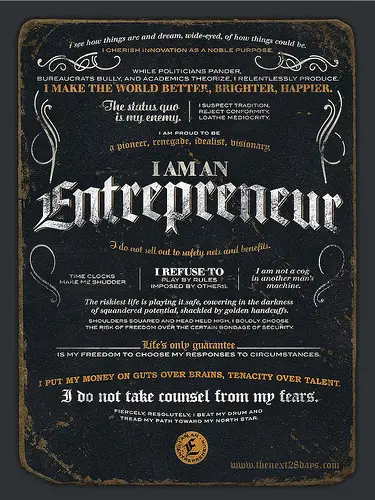 I see how things are and dream, wide-eyed, of how things could be.
I CHERISH INNOVATION AS A NOBLE PURPOSE.
WHILE POLITICIANS PANDER,
BUREAUCRATS BULLY, AND ACADEMICS THEORIZE, I RELENTLESSLY PRODUCE.
I MAKE THE WORLD BETTER, BRIGHTER, HAPPIER.
The status quo
is my enemy.
I SUSPECT TRADITION,
REJECT CONFORMITY,
LOATHE MEDIOCRITY.
I AM PROUD TO BE
a pioneer, renegade, idealist, visionary.
I AM AN
Entrepreneur
I do not sell out to safety nets and benefits.
TIME CLOCKS
MAKE ME SHUDDER.
I REFUSE TO
PLAY BY RULES
IMPOSED BY OTHERS.
I am not a cog
in another man's
machine.
The riskiest life is playing it safe, cowering in the darkness
of squandered potential, shackled by golden handcuffs.
SHOULDERS SQUARED AND HEAD HELD HIGH, I BOLDLY CHOOSE
THE RISK OF FREEDOM OVER THE CERTAIN BONDAGE OF SECURITY.
Life's only guarantee
IS MY FREEDOM TO CHOOSE MY RESPONSES TO CIRCUMSTANCES.
I PUT MY MONEY ON GUTS OVER BRAINS, TENACITY OVER TALENT.
I do not take counsel from my fears.
FIERCELY, RESOLUTELY, I BEAT MY DRUM AND
TREAD MY PATH TOWARD MY NORTH STAR.
E
www.thenext28days.com